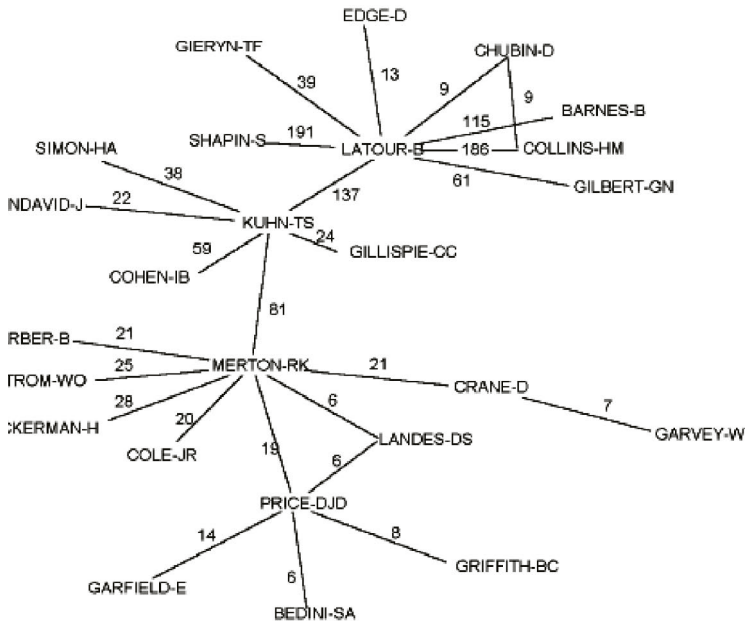 EDGE-D
GIERYN-TF
CHUBIN-D
39
13
9
9
BARNES-B
115
SHAPIN-S
191
LATOUR-B
186
COLLINS-HM
SIMON-HA
38
61
GILBERT-GN
137
NDAVID-J
22
KUHN-TS
24
59
GILLISPIE-CC
COHEN-IB
81
RBER-B
21
MERTON-RK
21
TROM-WO
25
CRANE-D
28
6
7
CKERMAN-H
20
GARVEY-W
COLE-JR
19
LANDES-DS
6
PRICE-DJD
14
8
GRIFFITH-BC
GARFIELD-E
6
BEDINI-SA